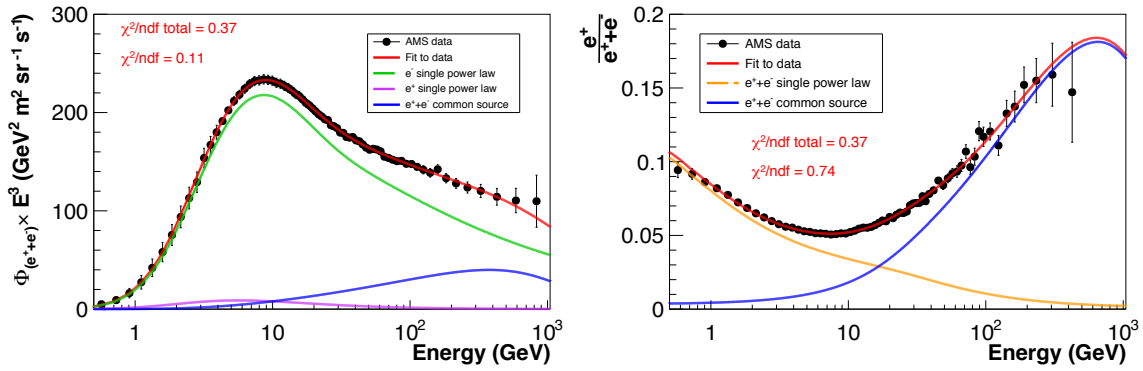 Φ(e⁺+e⁻) × E³ (GeV² m² sr⁻¹ s⁻¹)
300
200
100
0
χ²/ndf total = 0.37
χ²/ndf = 0.11
AMS data
Fit to data
e⁻ single power law
e⁺ single power law
e⁺+e⁻ common source
1
10
10²
10³
Energy (GeV)
e⁺
e⁺+e⁻
0.2
0.15
0.1
0.05
0
AMS data
Fit to data
e⁺+e⁻ single power law
e⁺+e⁻ common source
χ²/ndf total = 0.37
χ²/ndf = 0.74
1
10
10²
10³
Energy (GeV)